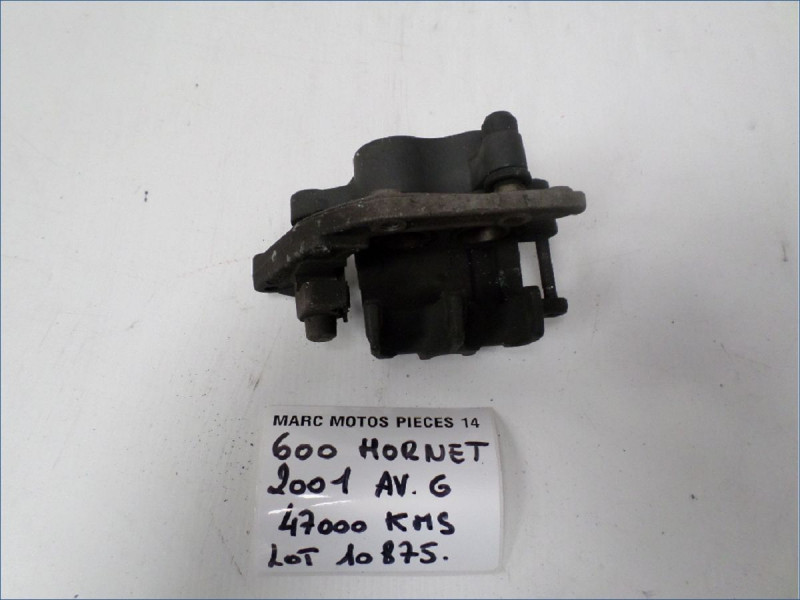 MARC MOTOS PIECES 14
600 HORNET
2001 AV. G
47000 KMS
LOT 10875.